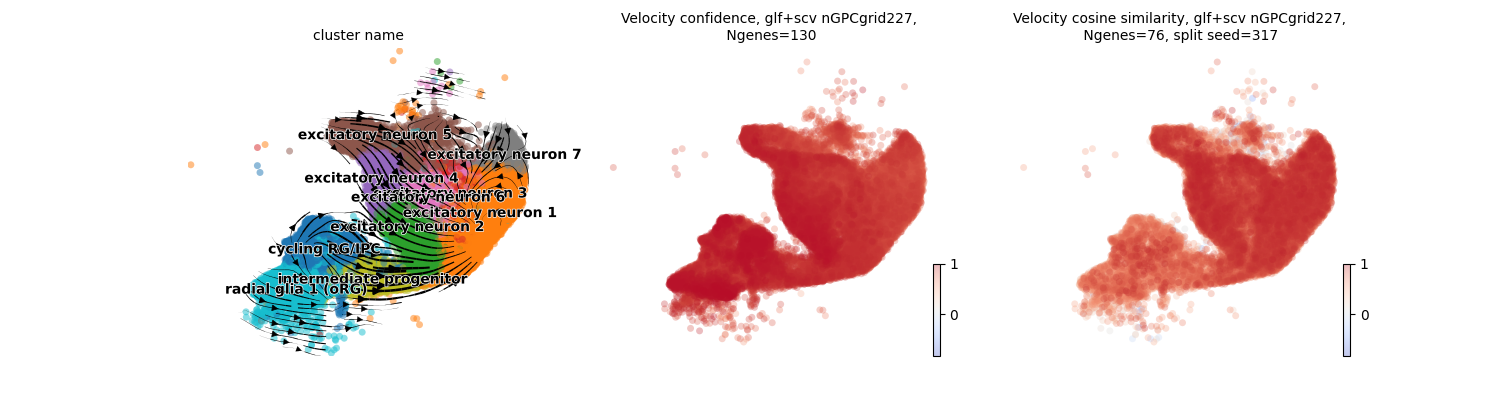 cluster name
excitatory neuron 5
excitatory neuron 7
excitatory neuron 4
excitatory neuron 3
excitatory neuron 6
excitatory neuron 1
excitatory neuron 2
cycling RG/IPC
intermediate progenitor
radial glia 1 (oRG)
Velocity confidence, glf+scv nGPCgrid227,
Ngenes=130
1
0
Velocity cosine similarity, glf+scv nGPCgrid227,
Ngenes=76, split seed=317
1
0